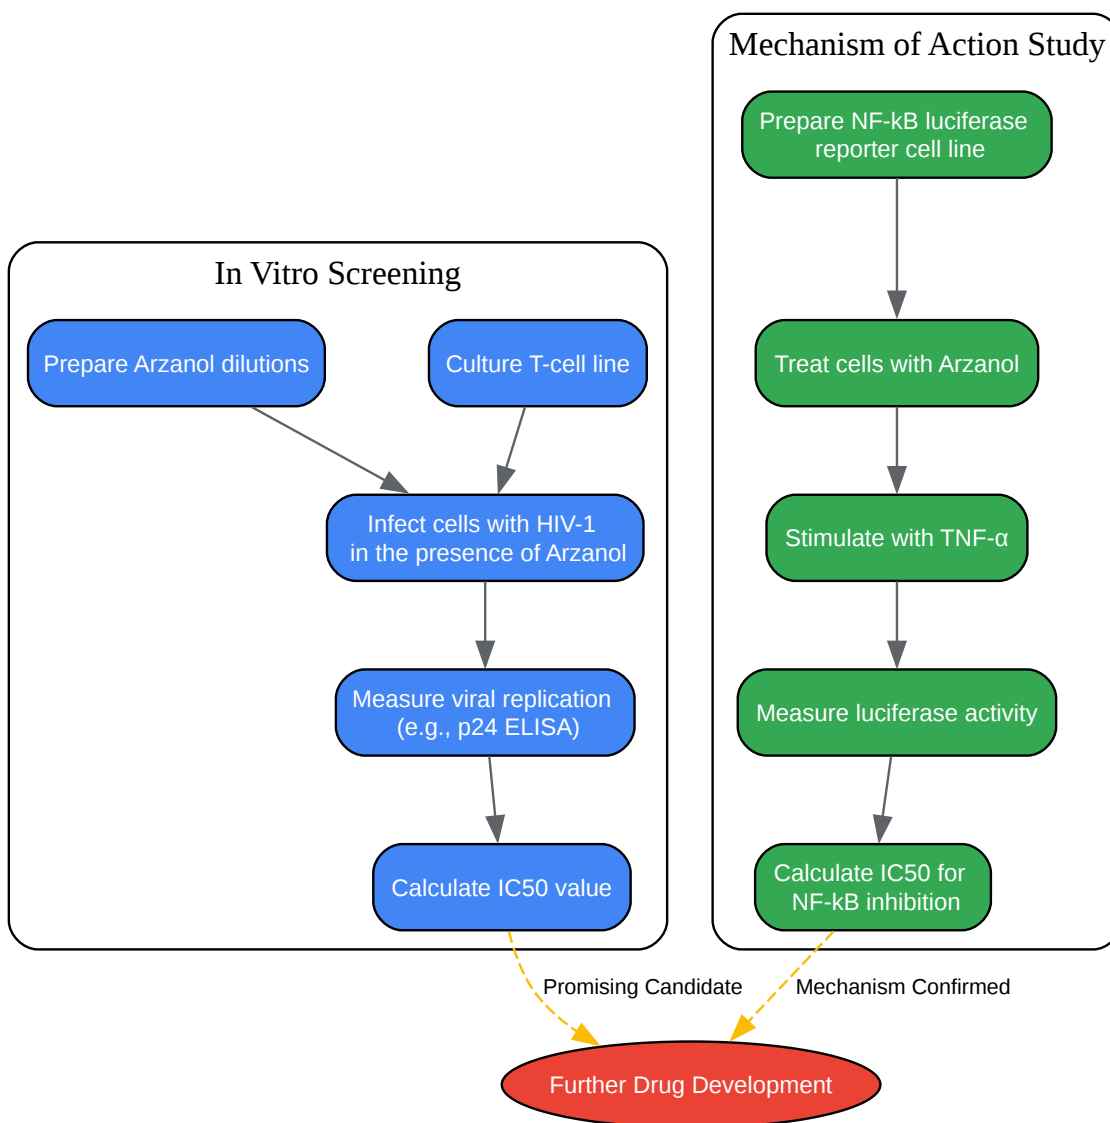 In Vitro Screening
Prepare Arzanol dilutions
Culture T-cell line
Infect cells with HIV-1
in the presence of Arzanol
Measure viral replication
(e.g., p24 ELISA)
Calculate IC50 value
Mechanism of Action Study
Prepare NF-kB luciferase
reporter cell line
Treat cells with Arzanol
Stimulate with TNF-α
Measure luciferase activity
Calculate IC50 for
NF-kB inhibition
Promising Candidate
Mechanism Confirmed
Further Drug Development